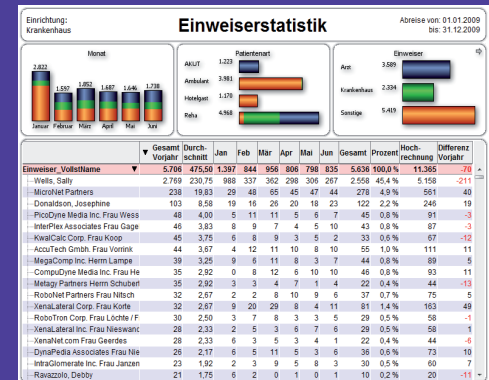 Einrichtung:
Krankenhaus
Einweiserstatistik
Abreise von: 01.01.2009
bis: 31.12.2009
Monat
2.822
1.597
1.852
1.687
1.646
1.738
Januar Februar März April Mai Juni
Patientenart
AKUT 1.223
Ambulant 3.981
Hotelgast 1.170
Reha 4.968
Einweiser
Arzt 3.589
Krankenhaus 2.334
Sonstige 5.419
Gesamt Vorjahr Durch-schnitt Jan Feb Mär Apr Mai Jun Gesamt Prozent Hoch-rechnung Differenz Vorjahr
Einweiser_VollstName 5.706 475,50 1.397 844 956 806 798 835 5.636 100,0 % 11.365 -70
Wells, Sally 2.769 230,75 988 337 362 298 306 267 2.558 45,4 % 5.158 -211
MicroNet Partners 238 19,83 29 48 65 45 47 44 278 4,9 % 561 40
Donaldson, Josephine 103 8,58 19 16 26 20 18 23 122 2,2 % 246 19
PicoDyne Media Inc. Frau Wess 48 4,00 5 11 11 5 6 7 45 0,8 % 91 -3
InterPlex Associates Frau Gage 46 3,83 8 9 7 4 5 10 43 0,8 % 87 -3
KwalCalc Corp. Frau Koop 45 3,75 6 8 9 3 5 2 33 0,6 % 67 -12
AccuTech Gmbh. Frau Vorrink 44 3,67 4 12 11 10 8 10 55 1,0 % 111 11
MegaComp Inc. Herrn Lampe 39 3,25 9 6 11 8 3 7 44 0,8 % 89 5
CompuDyne Media Inc. Frau He 35 2,92 0 8 12 6 10 10 46 0,8 % 93 11
Metagy Partners Herrn Schubert 35 2,92 3 3 4 7 1 4 22 0,4 % 44 -13
RoboNet Partners Frau Nitsch 32 2,67 2 2 8 10 9 6 37 0,7 % 75 5
XenaLateral Corp. Frau Korte 32 2,67 9 20 29 8 4 11 81 1,4 % 163 49
RoboTron Corp. Frau Löchte / F 30 2,50 3 7 8 3 3 5 29 0,5 % 58 -1
XenaLateral Inc. Frau Nieswand 28 2,33 2 5 3 6 7 6 29 0,5 % 58 1
XenaNet.com Frau Geerdes 28 2,33 6 3 5 3 4 1 22 0,4 % 44 -6
DynaPedia Associates Frau Nie 26 2,17 6 5 11 5 3 6 36 0,6 % 73 10
IntraGlomerate Inc. Frau Janzen 23 1,92 2 3 9 5 8 3 30 0,5 % 60 7
Ravazzolo, Debby 21 1,75 6 2 0 1 0 1 10 0,2 % 20 -11